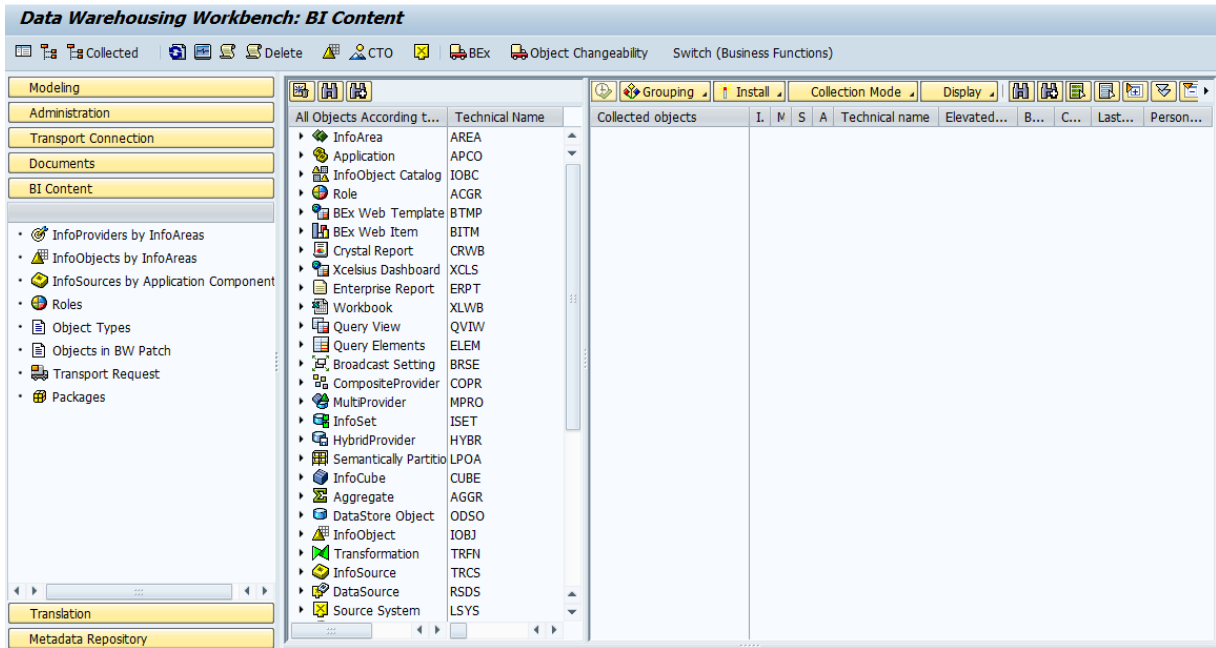 Data Warehousing Workbench: BI Content
Collected Delete CTO BEx Object Changeability Switch (Business Functions)
Modeling
Administration
Transport Connection
Documents
BI Content
InfoProviders by InfoAreas
InfoObjects by InfoAreas
InfoSources by Application Component
Roles
Object Types
Objects in BW Patch
Transport Request
Packages
Translation
Metadata Repository
All Objects According t... Technical Name
InfoArea AREA
Application APCO
InfoObject Catalog IOBC
Role ACGR
BEx Web Template BTMP
BEx Web Item BITM
Crystal Report CRWB
Xcelsius Dashboard XCLS
Enterprise Report ERPT
Workbook XLWB
Query View QVIW
Query Elements ELEM
Broadcast Setting BRSE
CompositeProvider COPR
MultiProvider MPRO
InfoSet ISET
HybridProvider HYBR
Semantically Partitio LPOA
InfoCube CUBE
Aggregate AGGR
DataStore Object ODSO
InfoObject IOBJ
Transformation TRFN
InfoSource TRCS
DataSource RSDS
Source System LSYS
Grouping Install Collection Mode Display
Collected objects I. M S A Technical name Elevated... B... C... Last... Person...